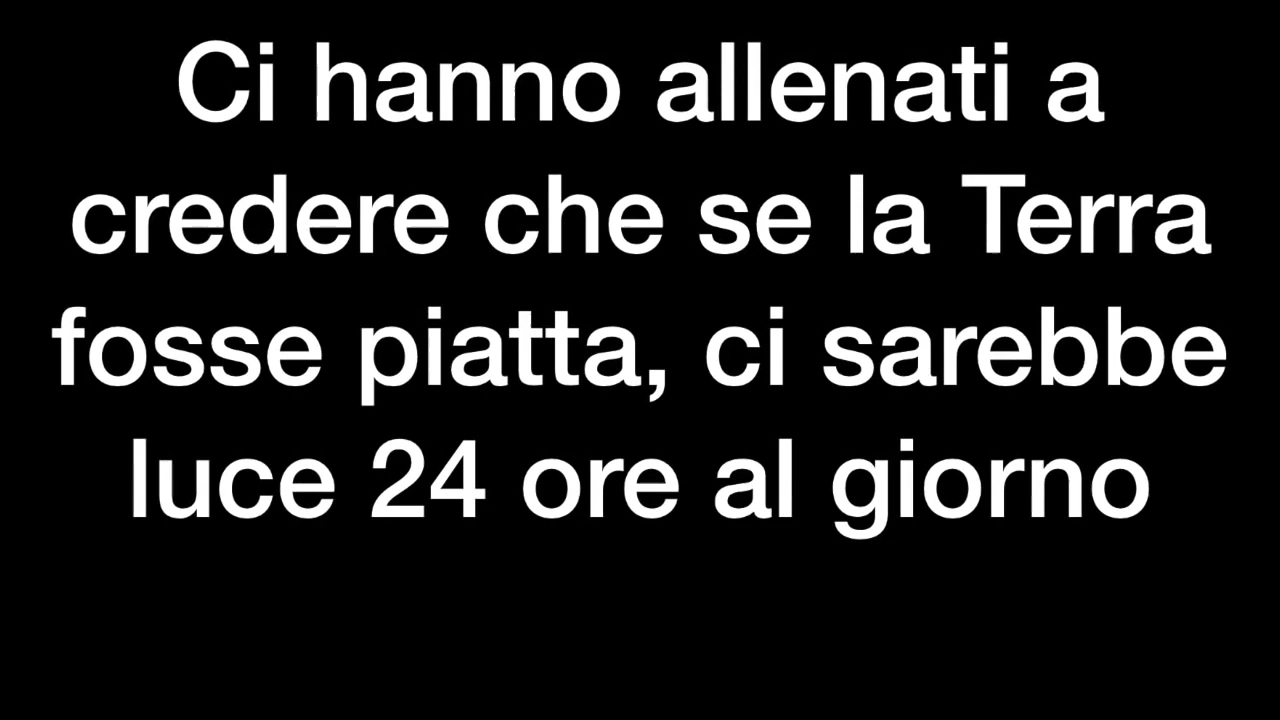 Ci hanno allenati a
credere che se la Terra
fosse piatta, ci sarebbe
luce 24 ore al giorno